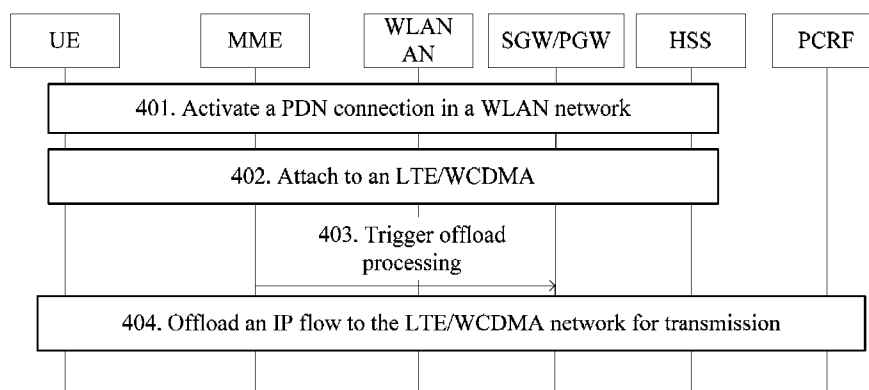 UE
MME
WLAN
AN
SGW/PGW
HSS
PCRF
401. Activate a PDN connection in a WLAN network
402. Attach to an LTE/WCDMA
403. Trigger offload
processing
404. Offload an IP flow to the LTE/WCDMA network for transmission